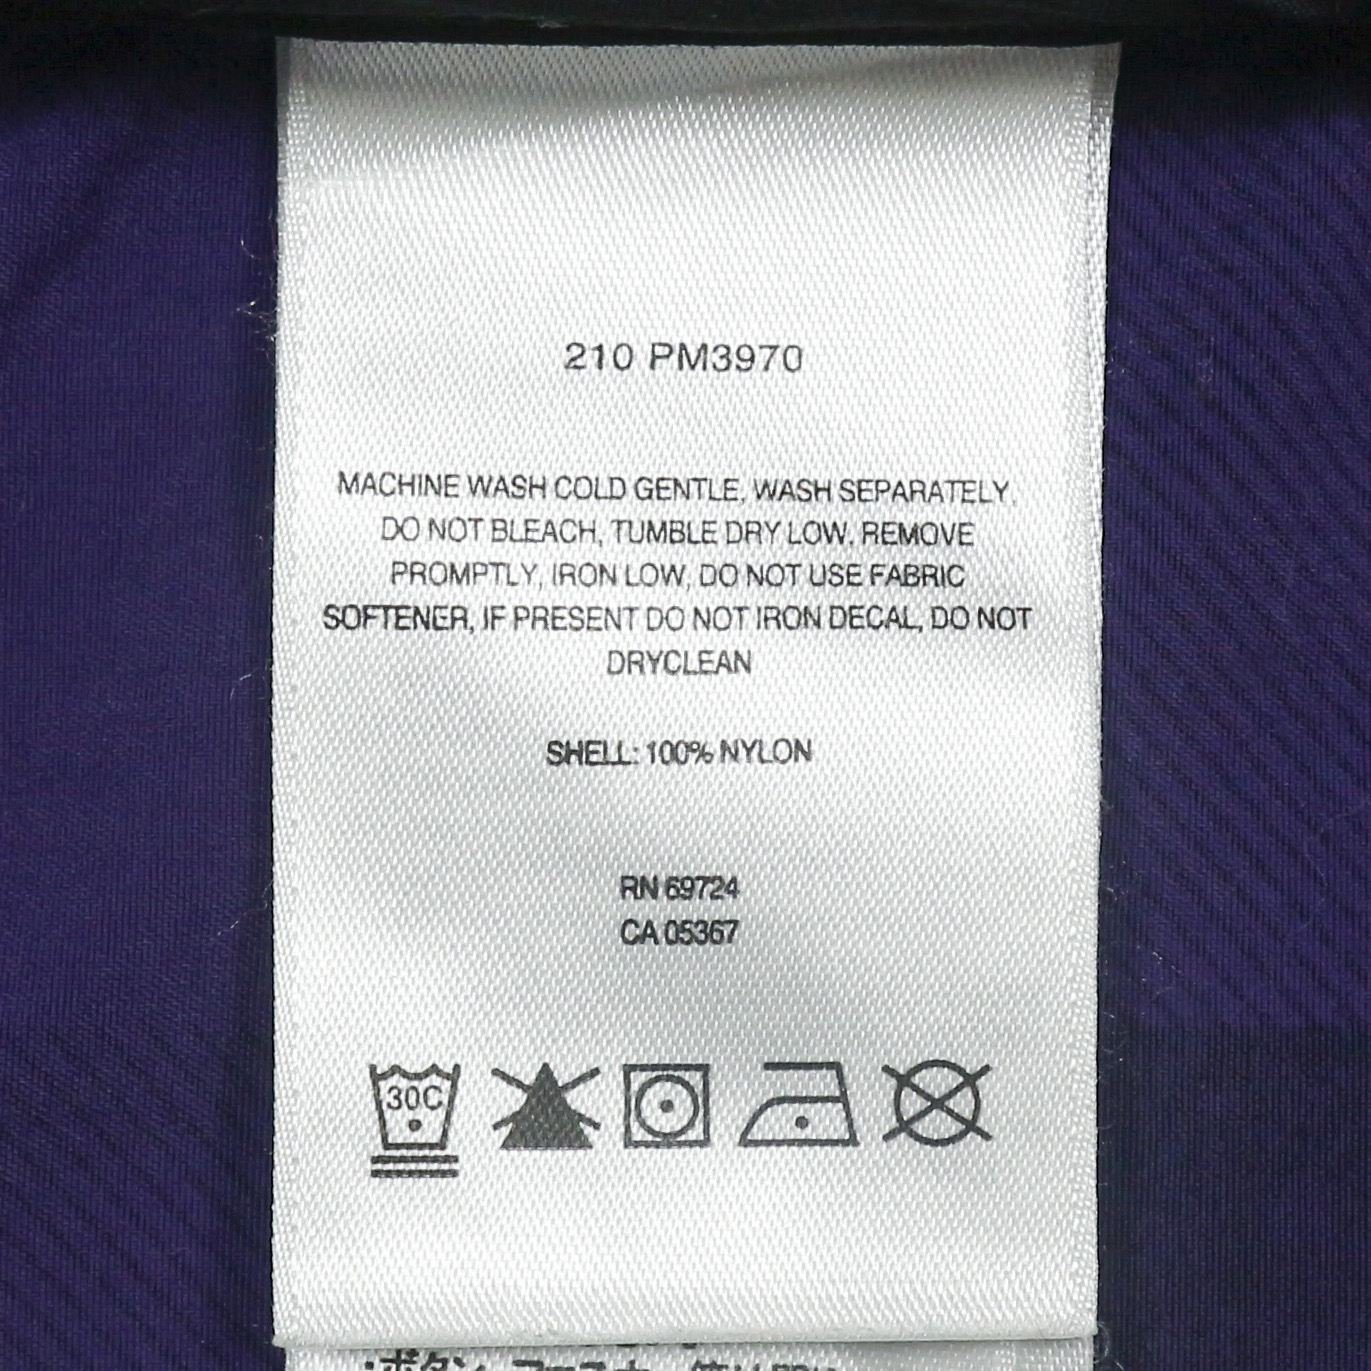 210 PM3970
MACHINE WASH COLD GENTLE, WASH SEPARATELY,
DO NOT BLEACH, TUMBLE DRY LOW, REMOVE
PROMPTLY, IRON LOW, DO NOT USE FABRIC
SOFTENER, IF PRESENT DO NOT IRON DECAL, DO NOT
DRYCLEAN
SHELL: 100% NYLON
RN 69724
CA 05367
30C